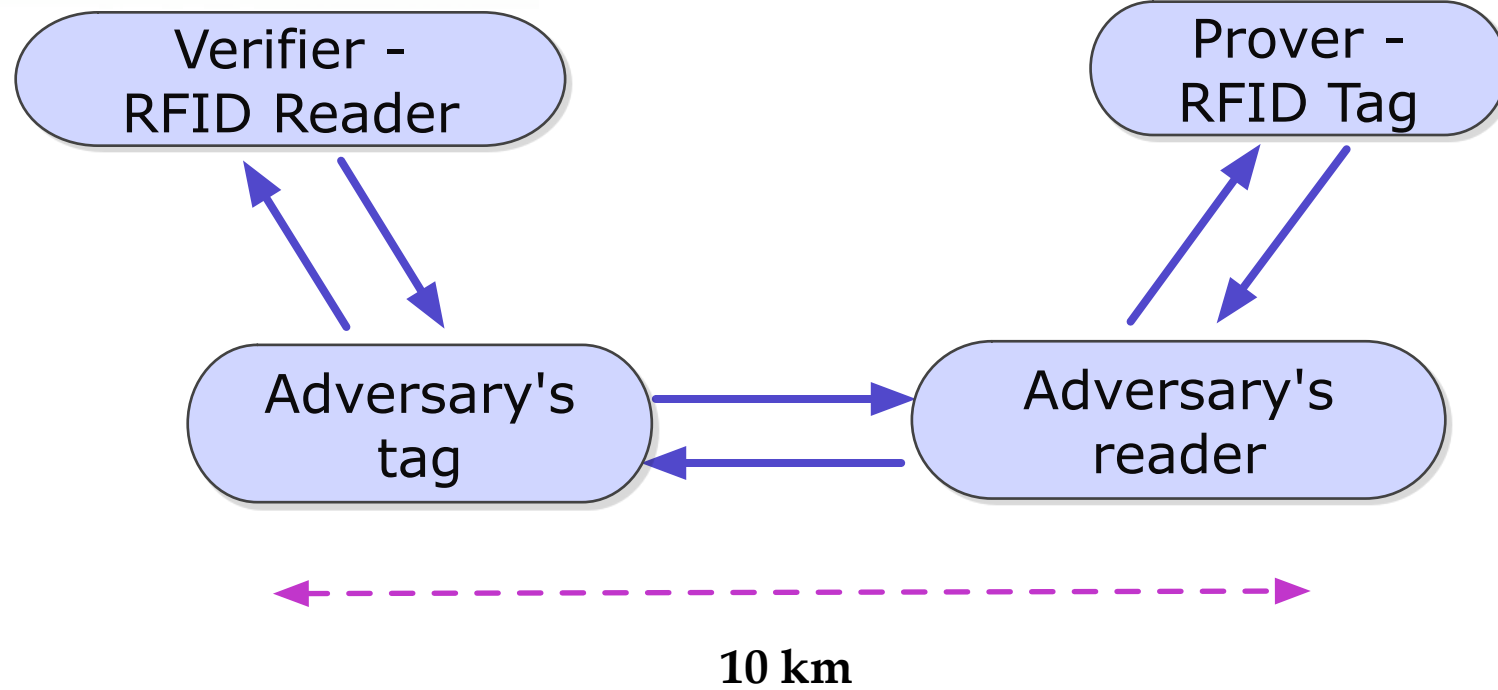 Verifier -
RFID Reader
Prover -
RFID Tag
Adversary's
tag
Adversary's
reader
10 km